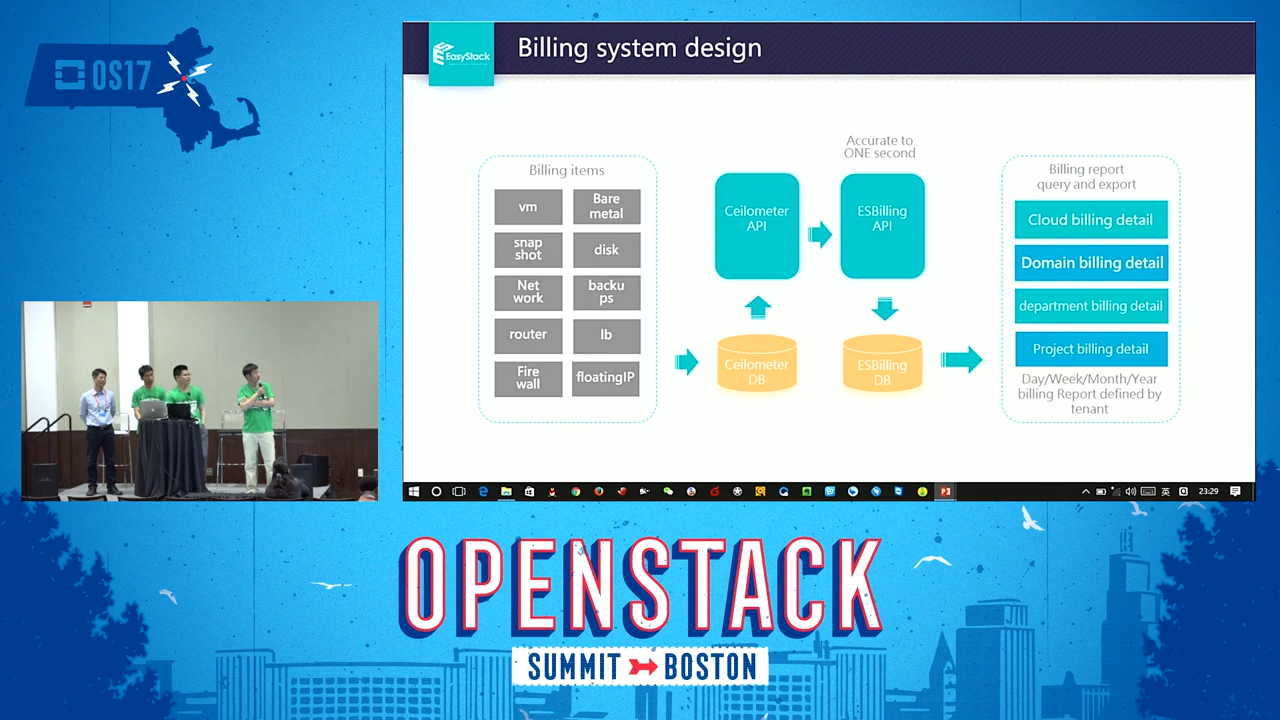 OS17
EasyStack
Billing system design
Billing items
vm
Bare
metal
snap
shot
disk
Net
work
backu
ps
router
lb
Fire
wall
floatingIP
Ceilometer
API
Accurate to
ONE second
ESBilling
API
Ceilometer
DB
ESBilling
DB
Billing report
query and export
Cloud billing detail
Domain billing detail
department billing detail
Project billing detail
Day/Week/Month/Year
billing Report defined by
tenant
英
23:29
OPENSTACK
SUMMIT BOSTON